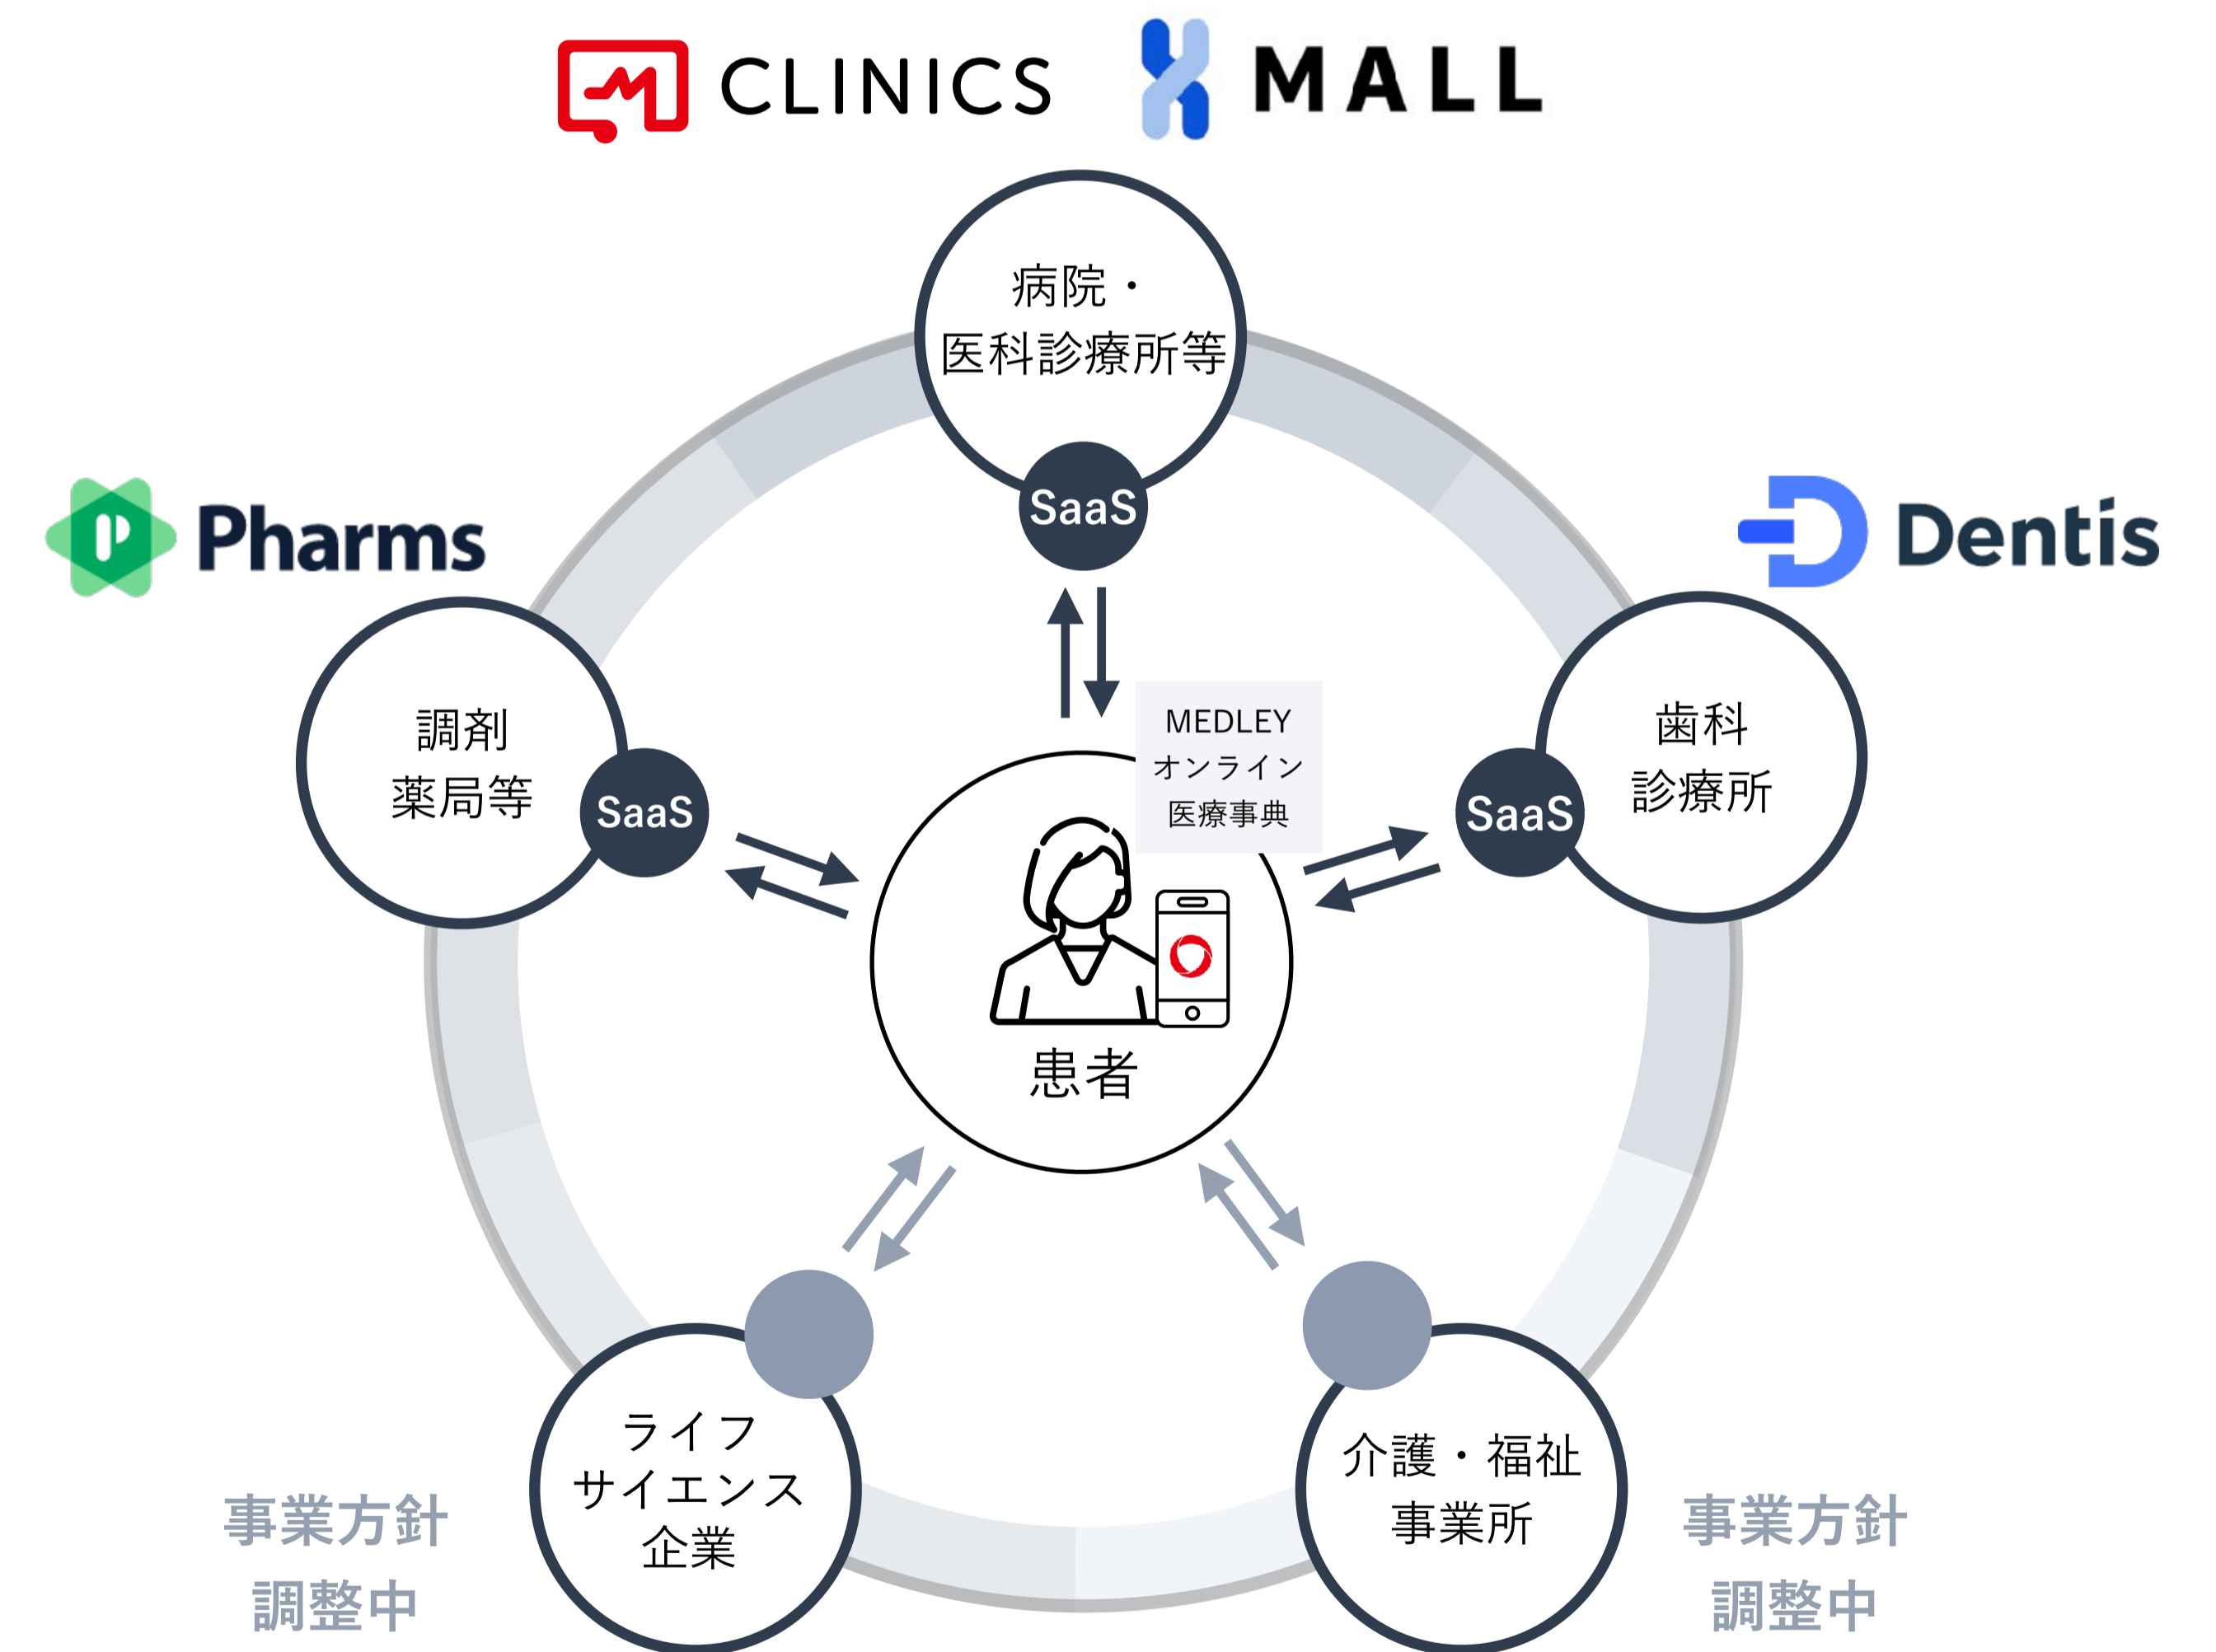 CLINICS
MALL
病院・
医科診療所等
SaaS
Pharms
Dentis
調剤
薬局等
SaaS
MEDLEY
オンライン
医療事典
SaaS
歯科
診療所
患者
ライフ
サイエンス
企業
介護・福祉
事業所
事業方針
調整中
事業方針
調整中